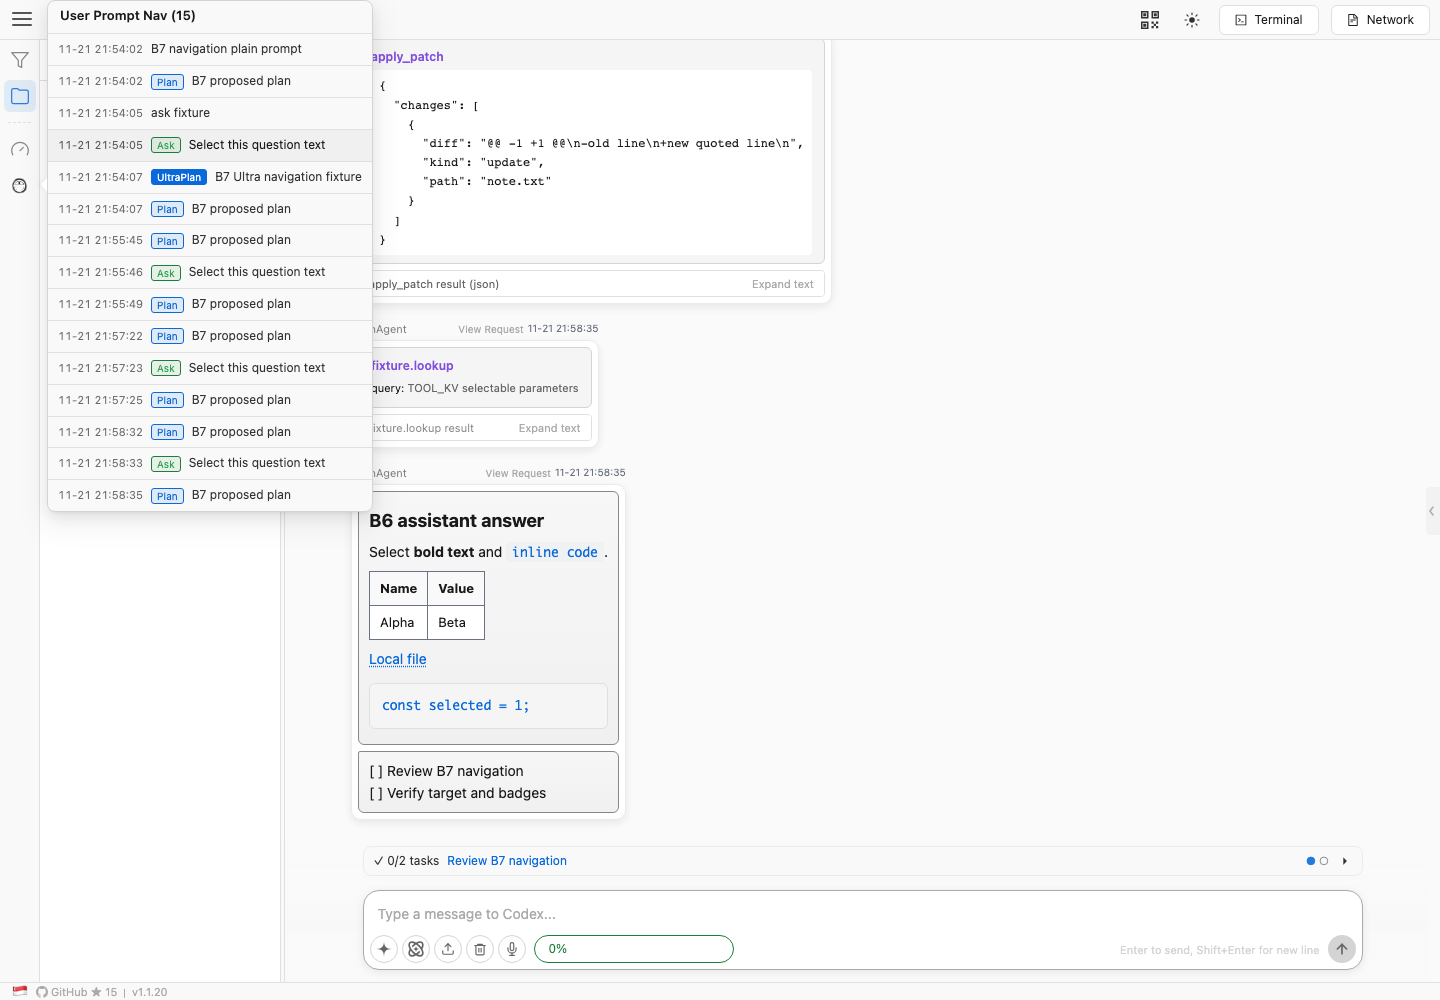 User Prompt Nav (15)
11-21 21:54:02 B7 navigation plain prompt
11-21 21:54:02 Plan B7 proposed plan
11-21 21:54:05 ask fixture
11-21 21:54:05 Ask Select this question text
11-21 21:54:07 UltraPlan B7 Ultra navigation fixture
11-21 21:54:07 Plan B7 proposed plan
11-21 21:55:45 Plan B7 proposed plan
11-21 21:55:46 Ask Select this question text
11-21 21:55:49 Plan B7 proposed plan
11-21 21:57:22 Plan B7 proposed plan
11-21 21:57:23 Ask Select this question text
11-21 21:57:25 Plan B7 proposed plan
11-21 21:58:32 Plan B7 proposed plan
11-21 21:58:33 Ask Select this question text
11-21 21:58:35 Plan B7 proposed plan
Terminal
Network
apply_patch
{
"changes": [
{
"diff": "@@ -1 +1 @@\n-old line\n+new quoted line\n",
"kind": "update",
"path": "note.txt"
}
]
}
apply_patch result (json) Expand text
nAgent View Request 11-21 21:58:35
fixture.lookup
query: TOOL_KV selectable parameters
fixture.lookup result Expand text
nAgent View Request 11-21 21:58:35
B6 assistant answer
Select bold text and inline code .
Name Value
Alpha Beta
Local file
const selected = 1;
[ ] Review B7 navigation
[ ] Verify target and badges
✓ 0/2 tasks Review B7 navigation
Type a message to Codex...
0%
Enter to send, Shift+Enter for new line
GitHub ★ 15 | v1.1.20